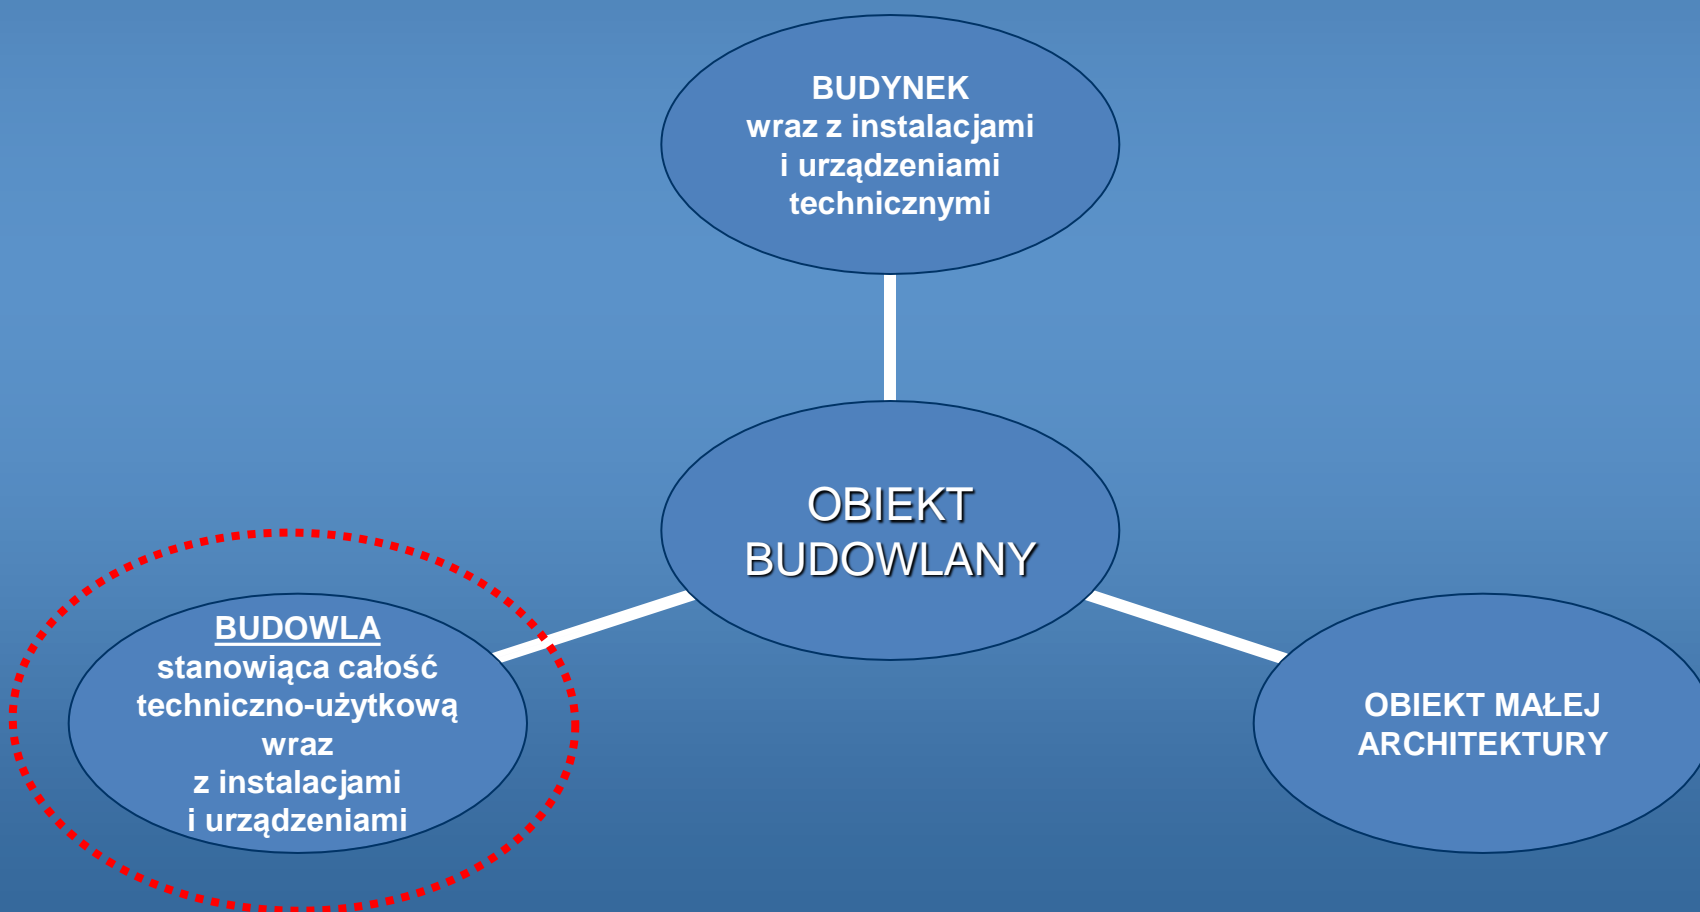 BUDYNEK
wraz z instalacjami
i urządzeniami
technicznymi
OBIEKT
BUDOWLANY
BUDOWLA
stanowiąca całość
techniczno-użytkową
wraz
z instalacjami
i urządzeniami
OBIEKT MAŁEJ
ARCHITEKTURY